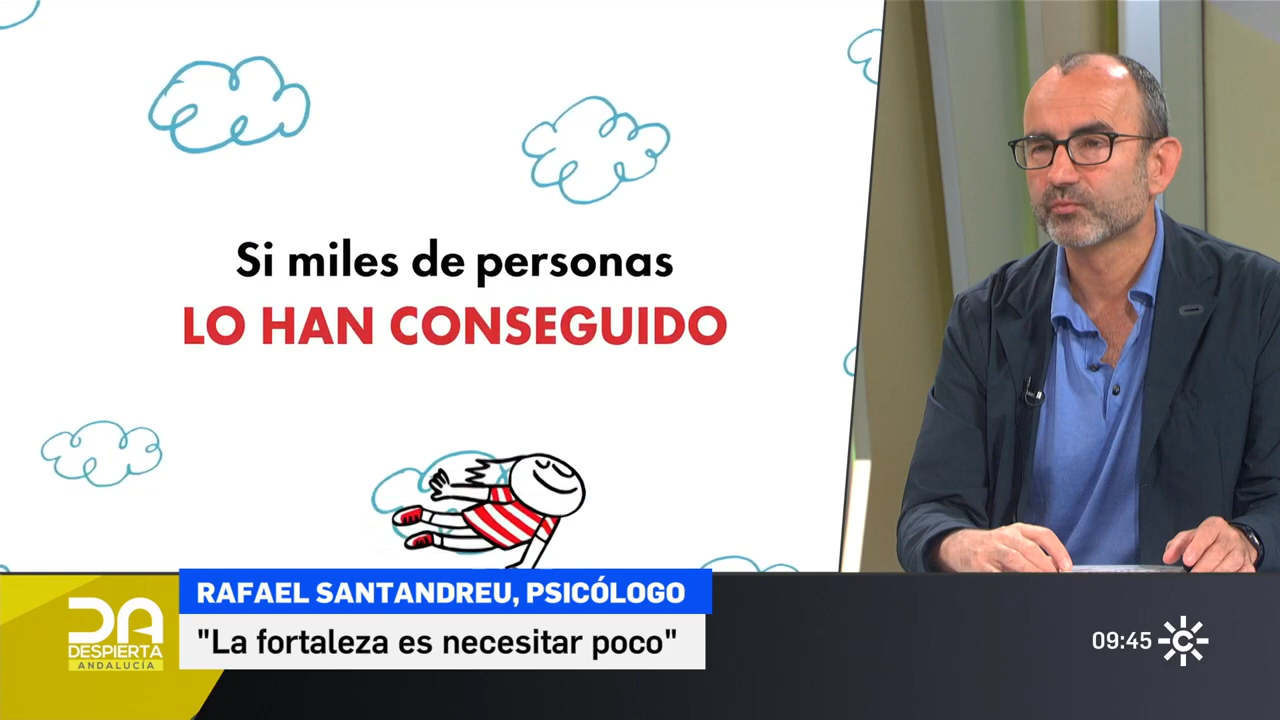 Si miles de personas
LO HAN CONSEGUIDO
RAFAEL SANTANDREU, PSICÓLOGO
"La fortaleza es necesitar poco"
DA
DESPIERTA
ANDALUCÍA
09:45